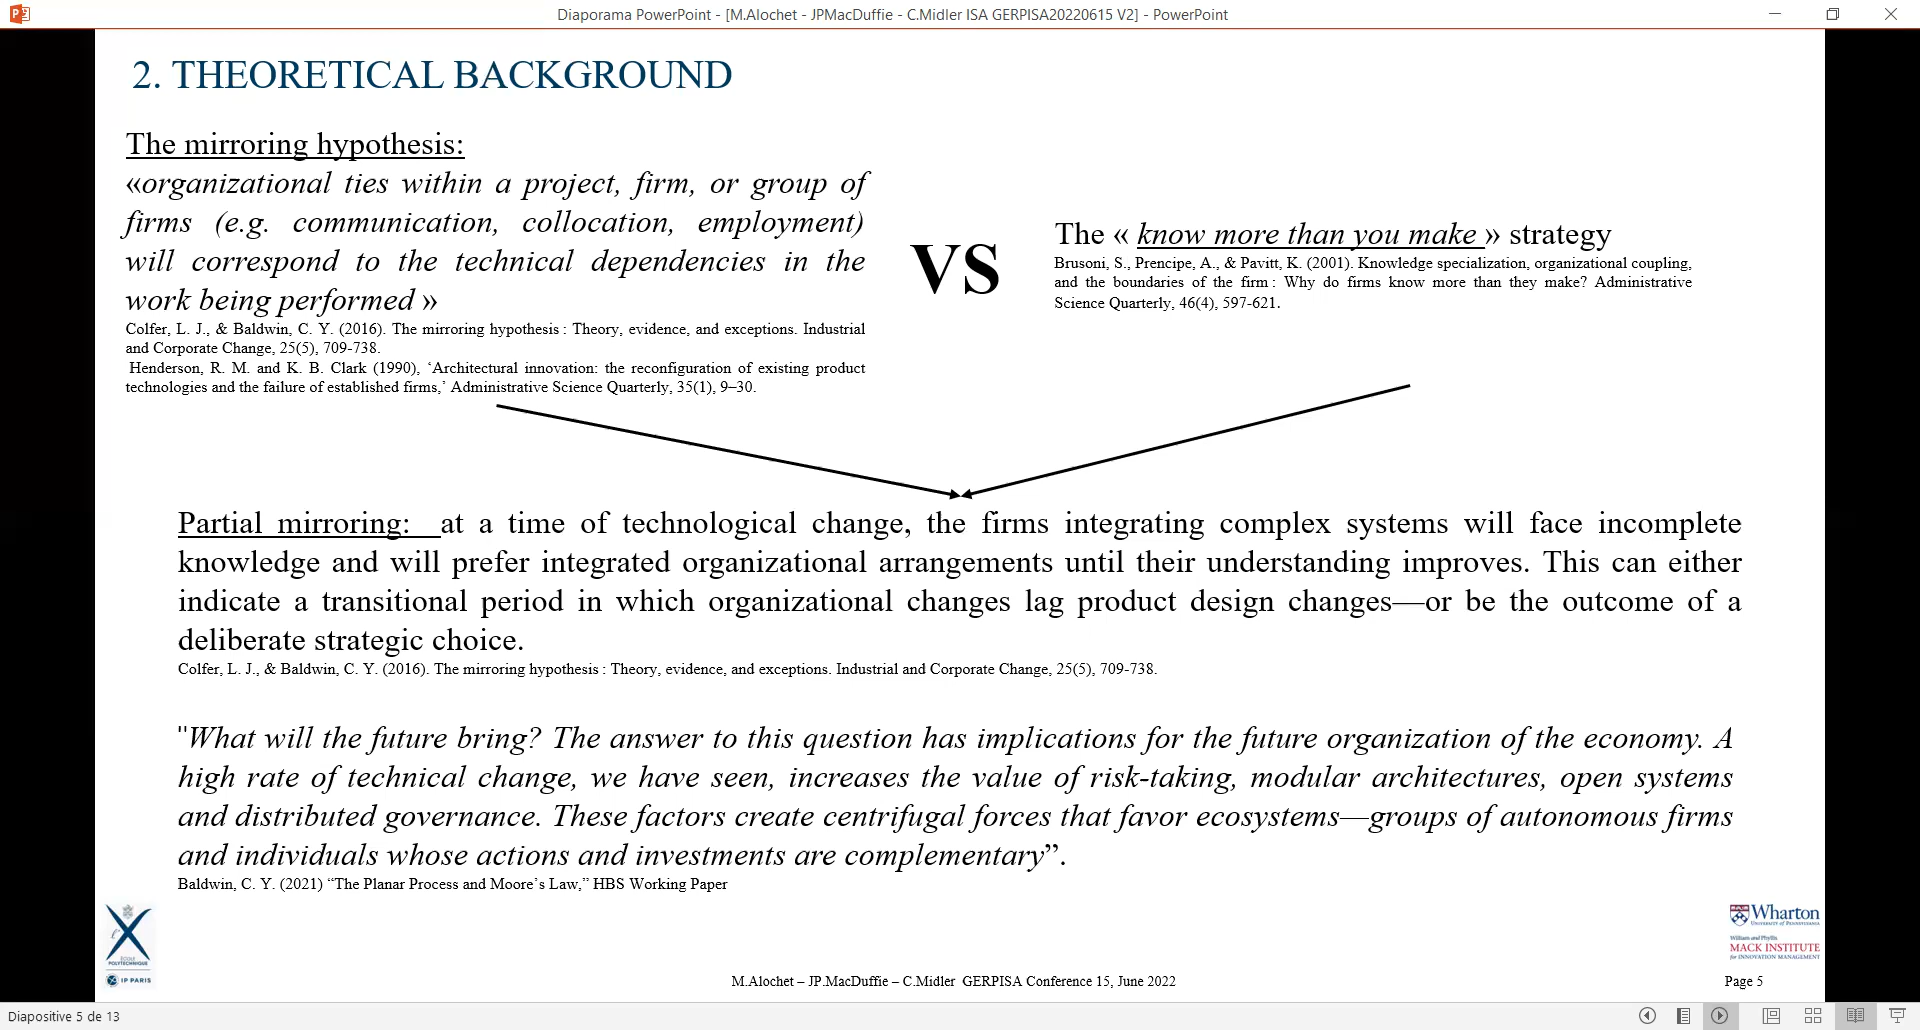 Diaporama PowerPoint - [M.Alochet - JPMacDuffie - C.Midler ISA GERPISA20220615 V2] - PowerPoint
2. THEORETICAL BACKGROUND
The mirroring hypothesis:
«organizational ties within a project, firm, or group of
firms (e.g. communication, collocation, employment)
will correspond to the technical dependencies in the
work being performed »
Colfer, L. J., & Baldwin, C. Y. (2016). The mirroring hypothesis : Theory, evidence, and exceptions. Industrial
and Corporate Change, 25(5), 709-738.
Henderson, R. M. and K. B. Clark (1990), ‘Architectural innovation: the reconfiguration of existing product
technologies and the failure of established firms,’ Administrative Science Quarterly, 35(1), 9–30.
VS
The « know more than you make » strategy
Brusoni, S., Prencipe, A., & Pavitt, K. (2001). Knowledge specialization, organizational coupling,
and the boundaries of the firm : Why do firms know more than they make? Administrative
Science Quarterly, 46(4), 597-621.
Partial mirroring: at a time of technological change, the firms integrating complex systems will face incomplete
knowledge and will prefer integrated organizational arrangements until their understanding improves. This can either
indicate a transitional period in which organizational changes lag product design changes—or be the outcome of a
deliberate strategic choice.
Colfer, L. J., & Baldwin, C. Y. (2016). The mirroring hypothesis : Theory, evidence, and exceptions. Industrial and Corporate Change, 25(5), 709-738.
"What will the future bring? The answer to this question has implications for the future organization of the economy. A
high rate of technical change, we have seen, increases the value of risk-taking, modular architectures, open systems
and distributed governance. These factors create centrifugal forces that favor ecosystems—groups of autonomous firms
and individuals whose actions and investments are complementary”.
Baldwin, C. Y. (2021) “The Planar Process and Moore’s Law,” HBS Working Paper
ÉCOLE
POLYTECHNIQUE
IP PARIS
Wharton
UNIVERSITY of PENNSYLVANIA
William and Phyllis
MACK INSTITUTE
for INNOVATION MANAGEMENT
M.Alochet – JP.MacDuffie – C.Midler GERPISA Conference 15, June 2022
Page 5
Diapositive 5 de 13